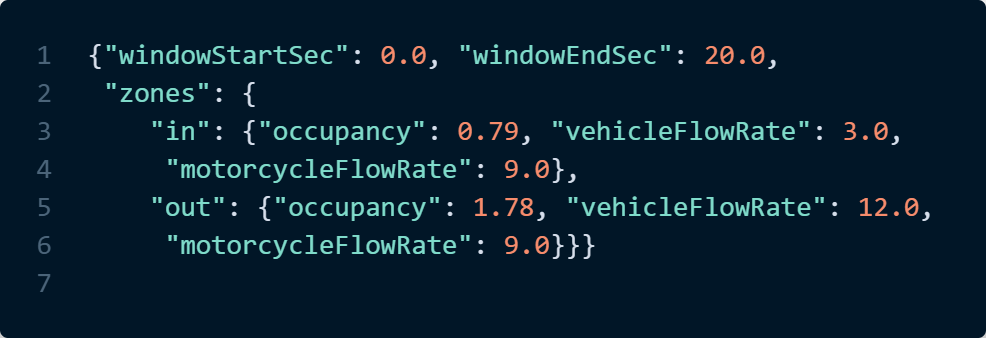 1 {"windowStartSec": 0.0, "windowEndSec": 20.0,
2 "zones": {
3 "in": {"occupancy": 0.79, "vehicleFlowRate": 3.0,
4 "motorcycleFlowRate": 9.0},
5 "out": {"occupancy": 1.78, "vehicleFlowRate": 12.0,
6 "motorcycleFlowRate": 9.0}}}
7